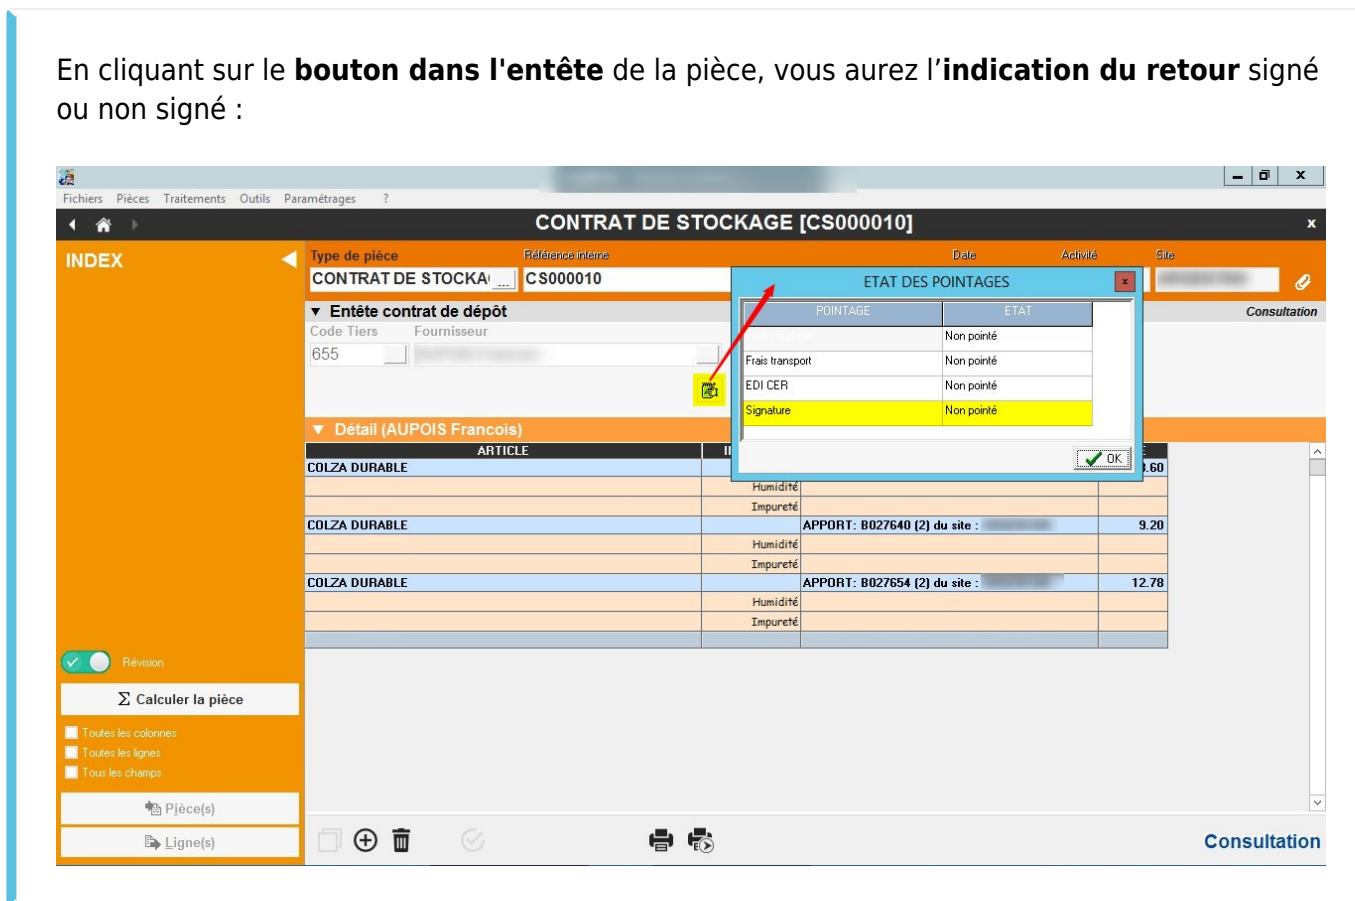 En cliquant sur le bouton dans l'entête de la pièce, vous aurez l’indication du retour signé
ou non signé :
Fichiers Pièces Traitements Outils Paramétrages ?
CONTRAT DE STOCKAGE [CS000010]
x
INDEX
Type de pièce Référence interne Date Activité Site
CONTRAT DE STOCKA ... CS000010
ETAT DES POINTAGES
x
Entête contrat de dépôt
Consultation
Code Tiers Fournisseur
655
POINTAGE ETAT
Non pointé
Frais transport Non pointé
EDI CER Non pointé
Signature Non pointé
OK
Détail (AUPOIS Francois)
ARTICLE
COLZA DURABLE
.60
Humidité
Impureté
COLZA DURABLE APPORT: B027640 (2) du site : 9.20
Humidité
Impureté
COLZA DURABLE APPORT: B027654 (2) du site : 12.78
Humidité
Impureté
Révision
Σ Calculer la pièce
Toutes les colonnes
Toutes les lignes
Tous les champs
Pièce(s)
Ligne(s)
Consultation